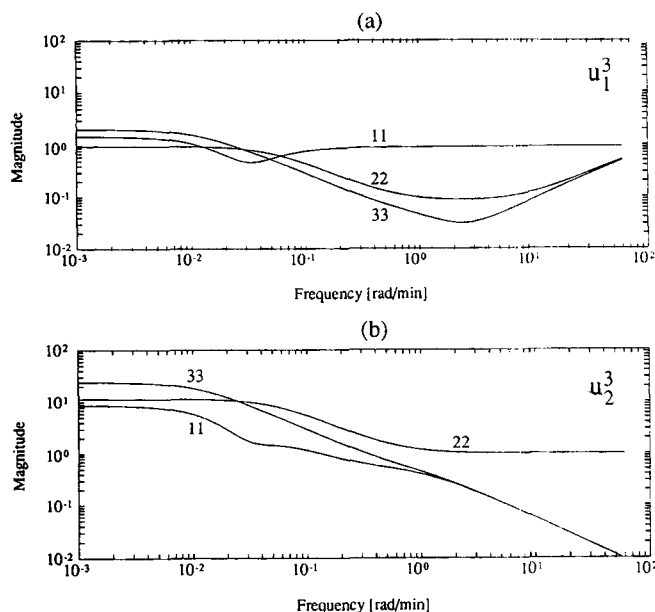 (a)
10²
u₁³
10¹
11
10⁰
Magnitude
22
10⁻¹
33
10⁻²
10⁻³ 10⁻² 10⁻¹ 10⁰ 10¹ 10²
Frequency [rad/min]
(b)
10²
33
u₂³
10¹
22
11
10⁰
Magnitude
10⁻¹
10⁻²
10⁻³ 10⁻² 10⁻¹ 10⁰ 10¹ 10²
Frequency [rad/min]